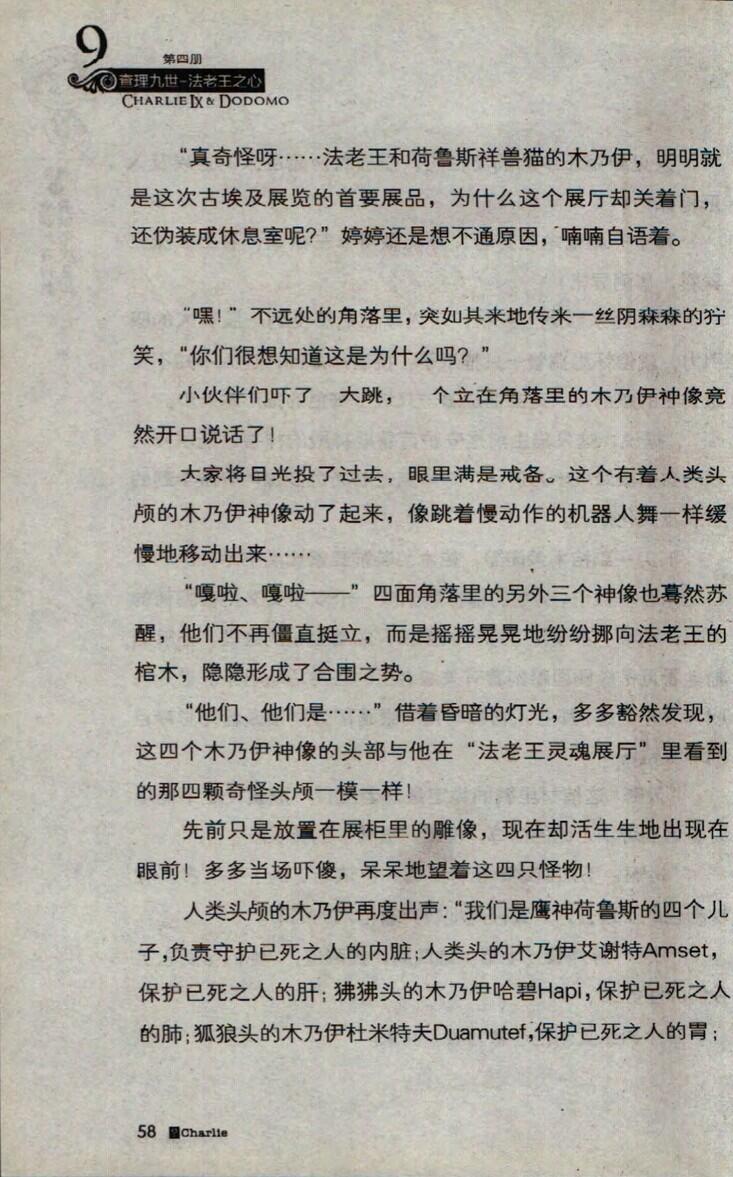 9
第四册
查理九世-法老王之心
CHARLIE IX & DODOMO
“真奇怪呀……法老王和荷鲁斯祥兽猫的木乃伊，明明就
是这次古埃及展览的首要展品，为什么这个展厅却关着门，
还伪装成休息室呢？”婷婷还是想不通原因，喃喃自语着。
“嘿！”不远处的角落里，突如其来地传来一丝阴森森的狞
笑，“你们很想知道这是为什么吗？”
小伙伴们吓了 大跳， 个立在角落里的木乃伊神像竟
然开口说话了！
大家将目光投了过去，眼里满是戒备。这个有着人类头
颅的木乃伊神像动了起来，像跳着慢动作的机器人舞一样缓
慢地移动出来……
“嘎啦、嘎啦——”四面角落里的另外三个神像也蓦然苏
醒，他们不再僵直挺立，而是摇摇晃晃地纷纷挪向法老王的
棺木，隐隐形成了合围之势。
“他们、他们是……”借着昏暗的灯光，多多豁然发现，
这四个木乃伊神像的头部与他在“法老王灵魂展厅”里看到
的那四颗奇怪头颅一模一样！
先前只是放置在展柜里的雕像，现在却活生生地出现在
眼前！多多当场吓傻，呆呆地望着这四只怪物！
人类头颅的木乃伊再度出声：“我们是鹰神荷鲁斯的四个儿
子，负责守护已死之人的内脏；人类头的木乃伊艾谢特Amset，
保护已死之人的肝；狒狒头的木乃伊哈碧Hapi，保护已死之人
的肺；狐狼头的木乃伊杜米特夫Duamutef，保护已死之人的胃；
58 Charlie